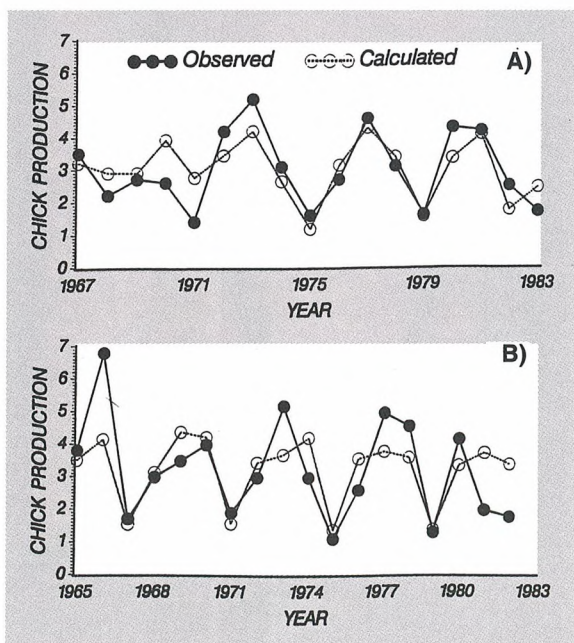 Observed Calculated A)
CHICK PRODUCTION
7
6
5
4
3
2
1
0
1967 1971 1975 1979 1983
YEAR
B)
CHICK PRODUCTION
7
6
5
4
3
2
1
0
1965 1968 1971 1974 1977 1980 1983
YEAR